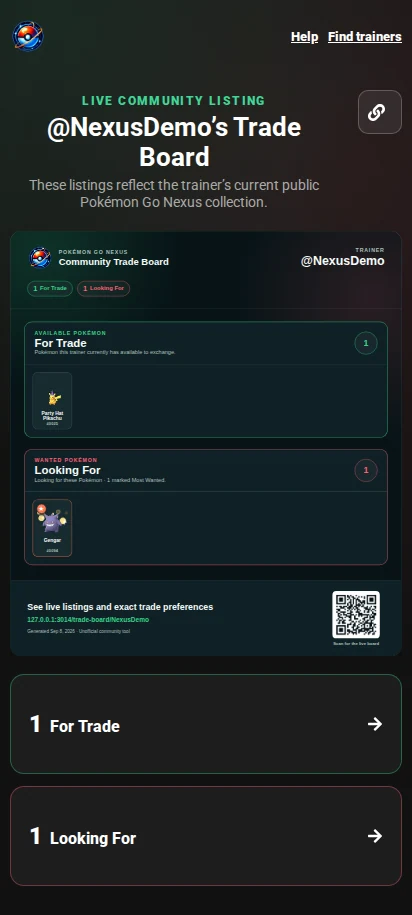 Help Find trainers
LIVE COMMUNITY LISTING
@NexusDemo's Trade
Board
These listings reflect the trainer's current public
Pokémon Go Nexus collection.
POKÉMON GO NEXUS
Community Trade Board
TRAINER
@NexusDemo
1 For Trade
1 Looking For
AVAILABLE POKÉMON
For Trade
Pokémon this trainer currently has available to exchange.
1
Party Hat
Pikachu
#0025
WANTED POKÉMON
Looking For
Looking for these Pokémon · 1 marked Most Wanted.
1
Gengar
#0094
See live listings and exact trade preferences
127.0.0.1:3014/trade-board/NexusDemo
Generated Sep 8, 2026 · Unofficial community tool
Scan for the live board
1 For Trade
1 Looking For